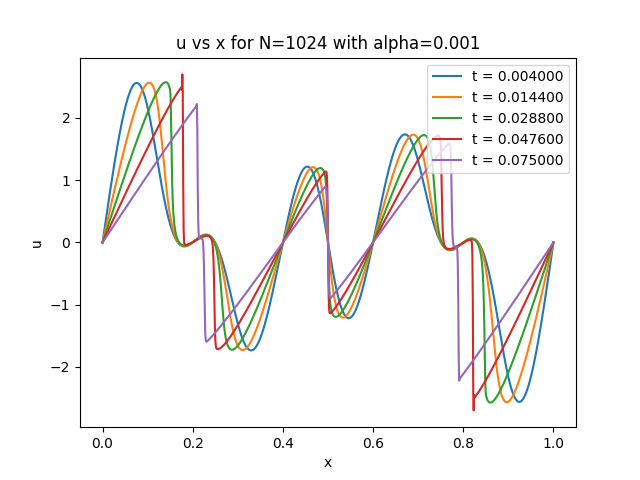 u vs x for N=1024 with alpha=0.001
t = 0.004000
t = 0.014400
t = 0.028800
t = 0.047600
t = 0.075000
2
1
0
−1
−2
u
0.0 0.2 0.4 0.6 0.8 1.0
x